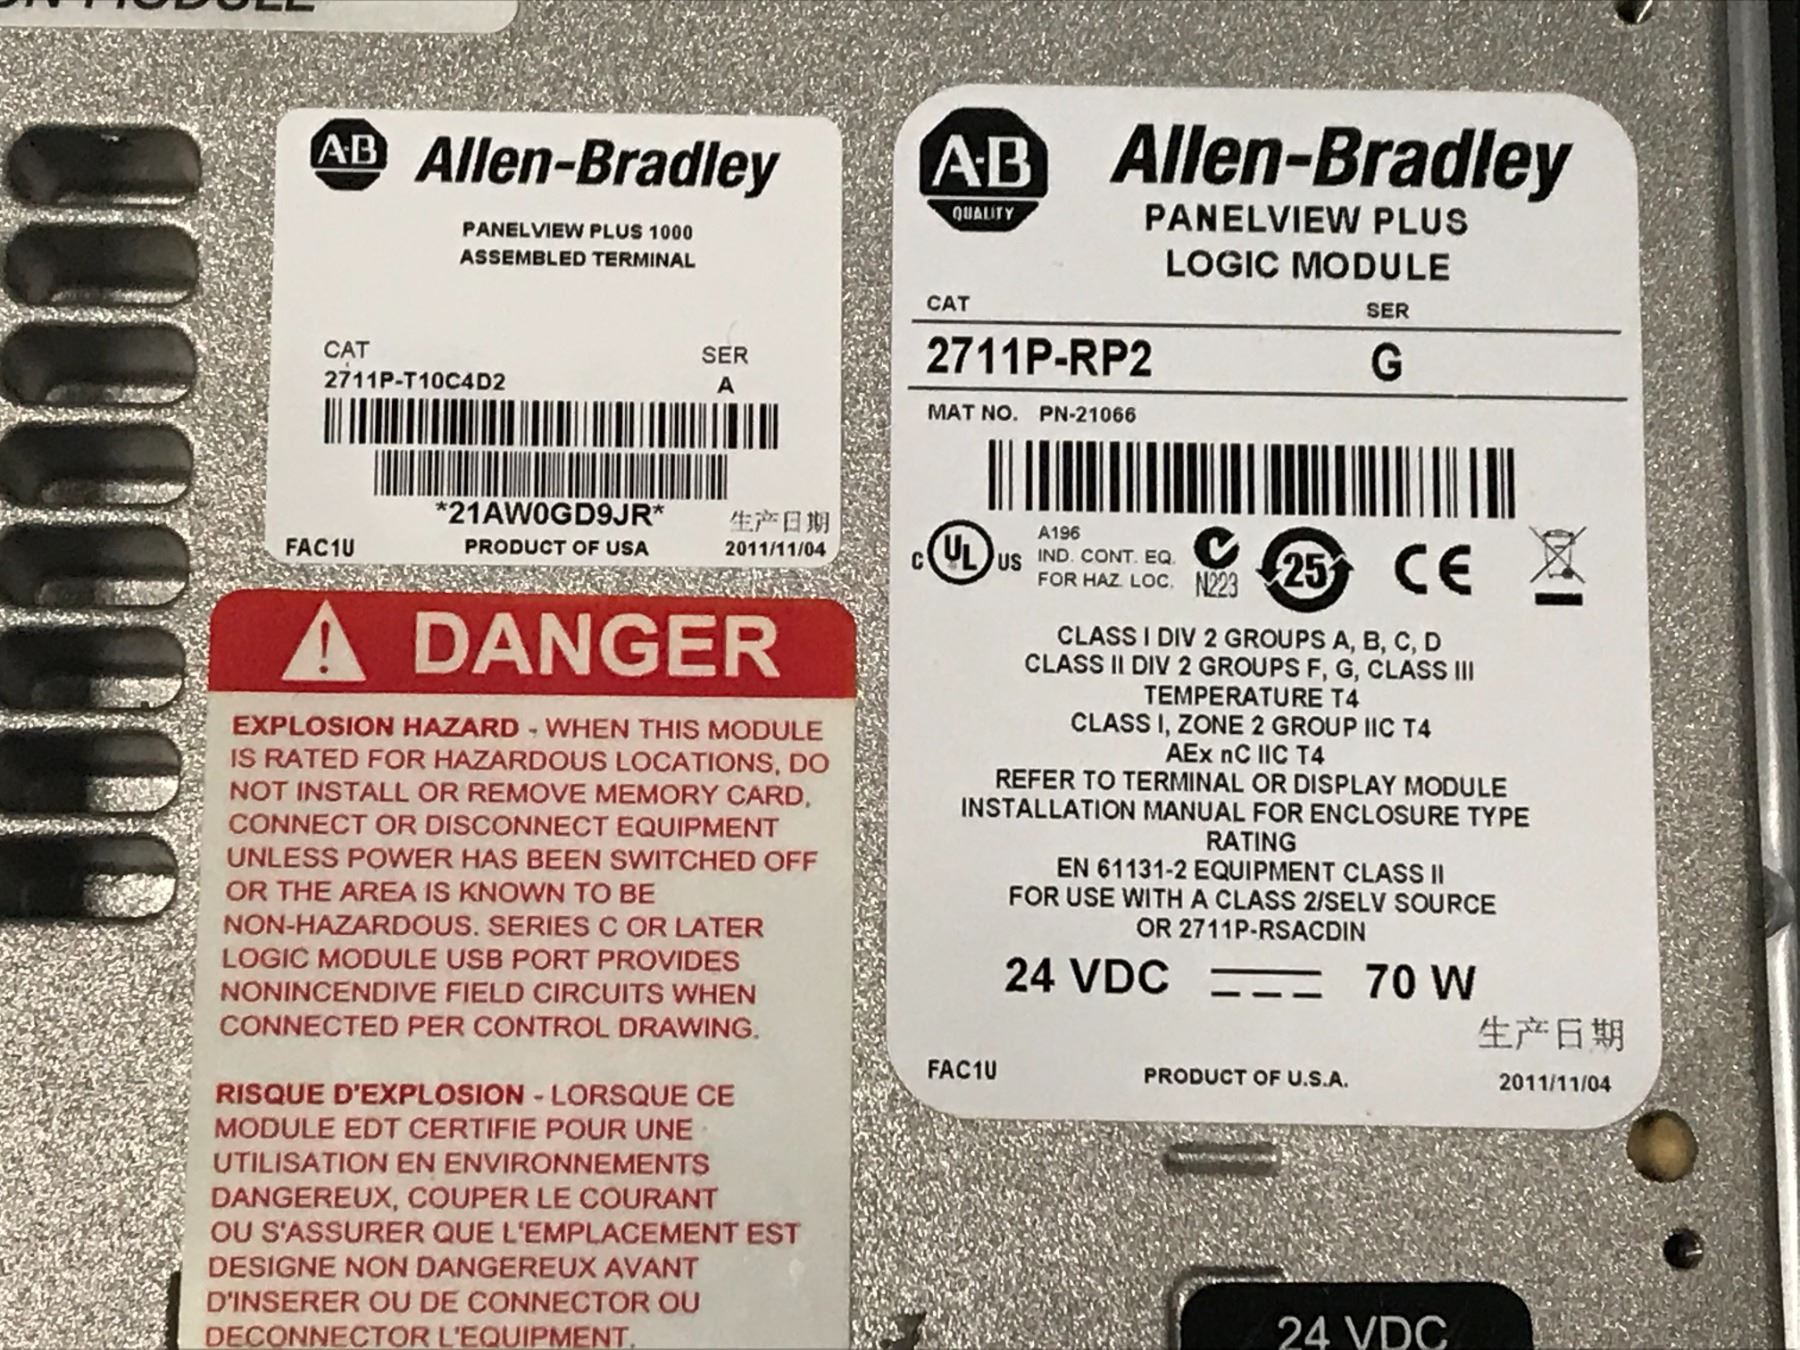 ON MODULE
A-B Allen-Bradley
PANELVIEW PLUS 1000
ASSEMBLED TERMINAL
CAT SER
2711P-T10C4D2 A
*21AW0GD9JR*
生产日期
FAC1U PRODUCT OF USA 2011/11/04
DANGER
EXPLOSION HAZARD - WHEN THIS MODULE
IS RATED FOR HAZARDOUS LOCATIONS, DO
NOT INSTALL OR REMOVE MEMORY CARD,
CONNECT OR DISCONNECT EQUIPMENT
UNLESS POWER HAS BEEN SWITCHED OFF
OR THE AREA IS KNOWN TO BE
NON-HAZARDOUS. SERIES C OR LATER
LOGIC MODULE USB PORT PROVIDES
NONINCENDIVE FIELD CIRCUITS WHEN
CONNECTED PER CONTROL DRAWING.
RISQUE D'EXPLOSION - LORSQUE CE
MODULE EDT CERTIFIE POUR UNE
UTILISATION EN ENVIRONNEMENTS
DANGEREUX, COUPER LE COURANT
OU S'ASSURER QUE L'EMPLACEMENT EST
DESIGNE NON DANGEREUX AVANT
D'INSERER OU DE CONNECTOR OU
DECONNECTOR L'EQUIPMENT.
A-B QUALITY
Allen-Bradley
PANELVIEW PLUS
LOGIC MODULE
CAT SER
2711P-RP2 G
MAT NO. PN-21066
C UL US
A196
IND. CONT. EQ.
FOR HAZ. LOC.
N223
25
CE
CLASS I DIV 2 GROUPS A, B, C, D
CLASS II DIV 2 GROUPS F, G, CLASS III
TEMPERATURE T4
CLASS I, ZONE 2 GROUP IIC T4
AEx nC IIC T4
REFER TO TERMINAL OR DISPLAY MODULE
INSTALLATION MANUAL FOR ENCLOSURE TYPE
RATING
EN 61131-2 EQUIPMENT CLASS II
FOR USE WITH A CLASS 2/SELV SOURCE
OR 2711P-RSACDIN
24 VDC 70 W
生产日期
FAC1U PRODUCT OF U.S.A. 2011/11/04
24 VDC